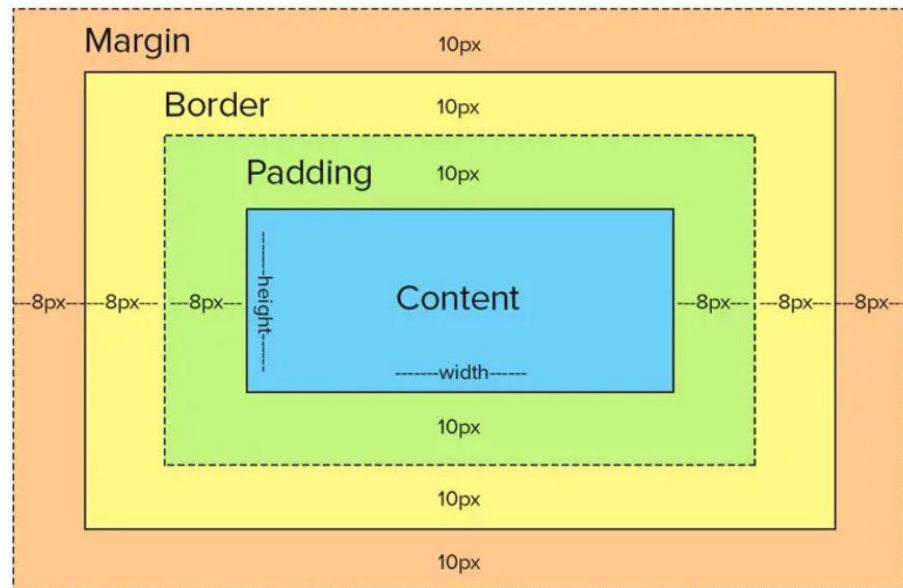 Margin
10px
Border
10px
Padding
10px
---8px---
---8px---
---8px---
-------height------
Content
---8px---
---8px---
---8px---
-------width------
10px
10px
10px